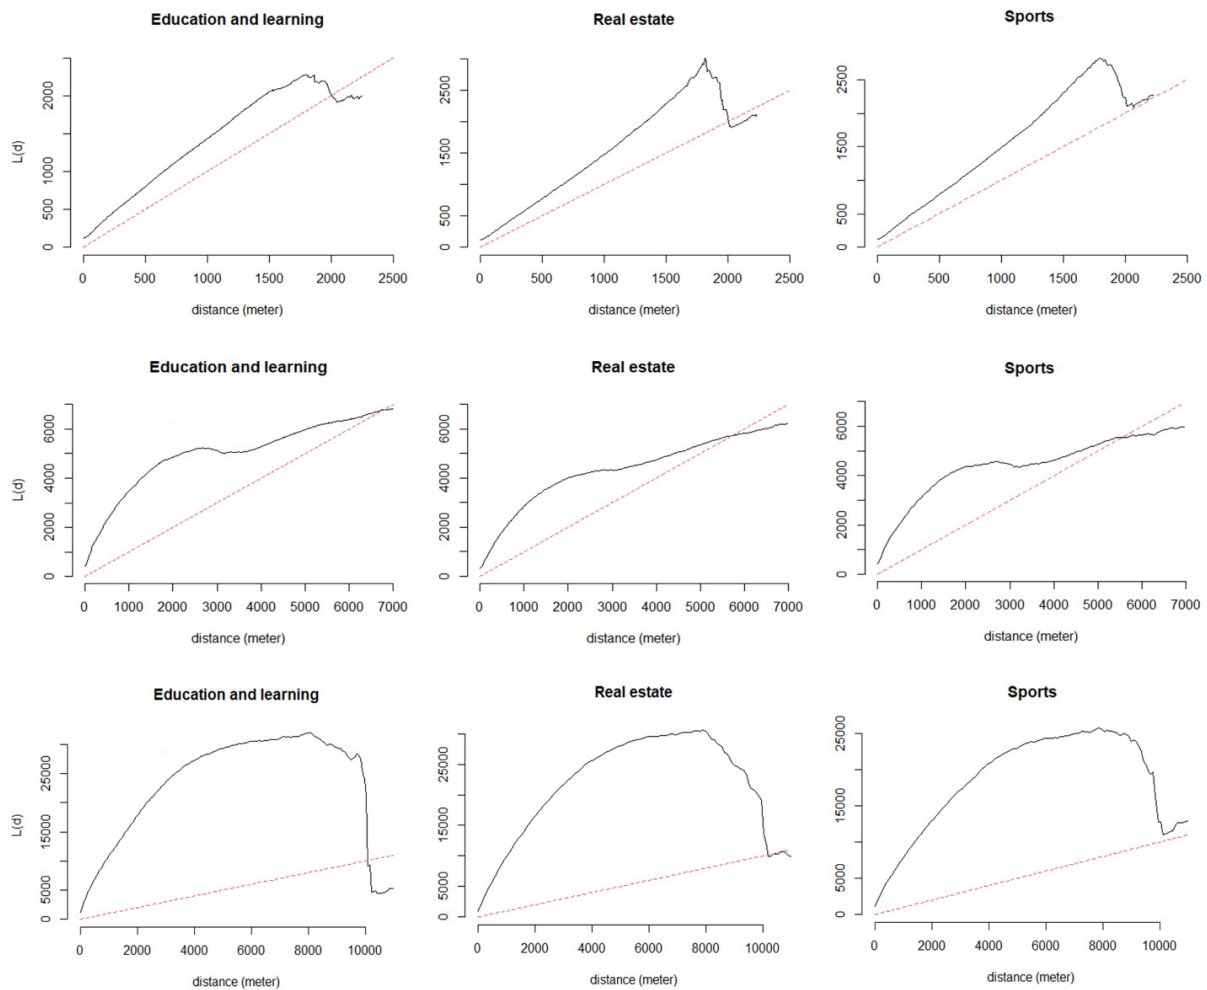 Education and learning Real estate Sports
L(d)
0 500 1000 2000
0 500 1500 2500
0 500 1500 2500
0 500 1000 1500 2000 2500
0 500 1000 1500 2000 2500
0 500 1000 1500 2000 2500
distance (meter) distance (meter) distance (meter)
Education and learning Real estate Sports
L(d)
0 2000 4000 6000
0 2000 4000 6000
0 2000 4000 6000
0 1000 2000 3000 4000 5000 6000 7000
0 1000 2000 3000 4000 5000 6000 7000
0 1000 2000 3000 4000 5000 6000 7000
distance (meter) distance (meter) distance (meter)
Education and learning Real estate Sports
L(d)
0 5000 15000 25000
0 5000 15000 25000
0 5000 15000 25000
0 2000 4000 6000 8000 10000
0 2000 4000 6000 8000 10000
0 2000 4000 6000 8000 10000
distance (meter) distance (meter) distance (meter)